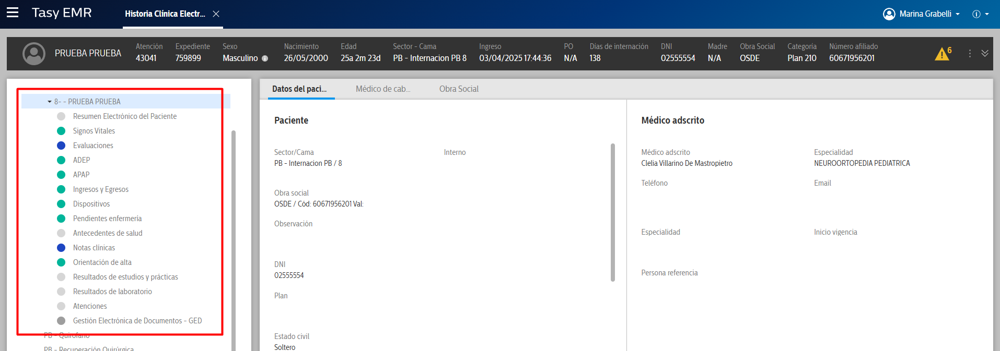 Tasy EMR
Historia Clínica Electr...
Marina Grabelli
PRUEBA PRUEBA
Atención
43041
Expediente
759899
Sexo
Masculino
Nacimiento
26/05/2000
Edad
25a 2m 23d
Sector - Cama
PB - Internacion PB 8
Ingreso
03/04/2025 17:44:36
PO
N/A
Días de internación
138
DNI
02555554
Madre
N/A
Obra Social
OSDE
Categoría
Plan 210
Número afiliado
60671956201
6
8- - PRUEBA PRUEBA
Resumen Electrónico del Paciente
Signos Vitales
Evaluaciones
ADEP
APAP
Ingresos y Egresos
Dispositivos
Pendientes enfermería
Antecedentes de salud
Notas clínicas
Orientación de alta
Resultados de estudios y prácticas
Resultados de laboratorio
Atenciones
Gestión Electrónica de Documentos - GED
PB - Quirofano
PB - Recuperación Quirúrgica
Datos del paci...
Médico de cab...
Obra Social
Paciente
Sector/Cama
PB - Internacion PB / 8
Interno
Obra social
OSDE / Cód: 60671956201 Val:
Observación
DNI
02555554
Plan
Estado civil
Soltero
Médico adscrito
Médico adscrito
Clelia Villarino De Mastropietro
Especialidad
NEUROORTOPEDIA PEDIATRICA
Teléfono
Email
Especialidad
Inicio vigencia
Persona referencia